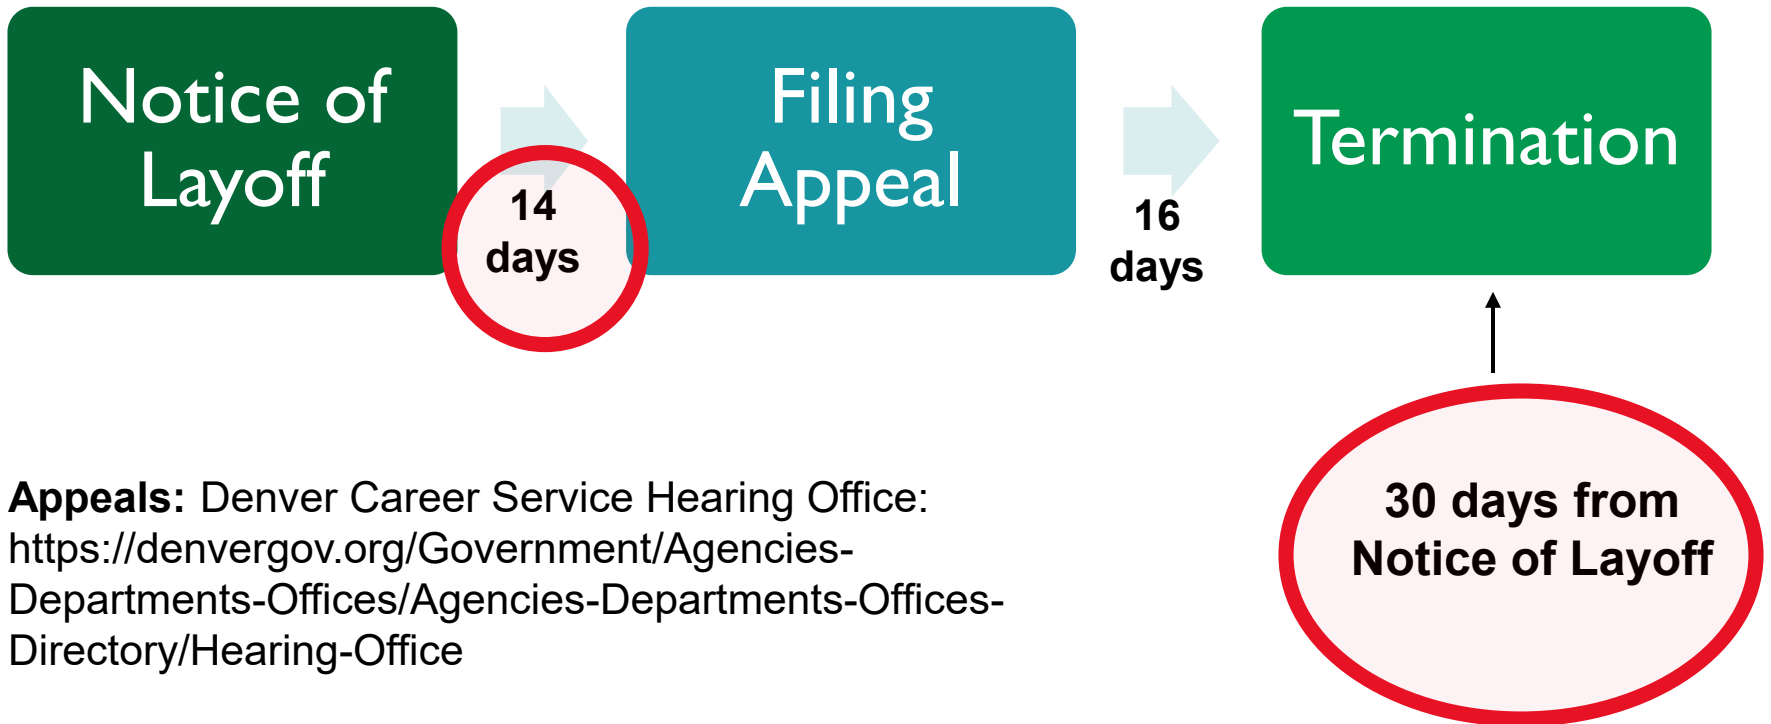 Notice of
Layoff
14
days
Filing
Appeal
16
days
Termination
30 days from
Notice of Layoff
Appeals: Denver Career Service Hearing Office:
https://denvergov.org/Government/Agencies-
Departments-Offices/Agencies-Departments-Offices-
Directory/Hearing-Office